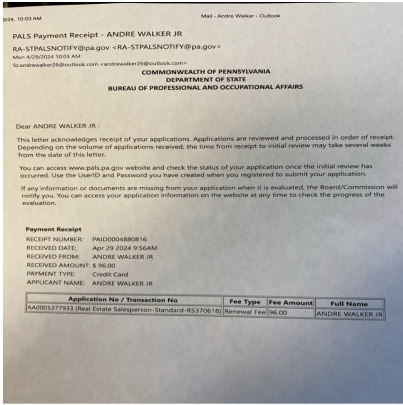 9/24, 10:03 AM Mail - Andre Walker - Outlook
PALS Payment Receipt - ANDRE WALKER JR
RA-STPALSNOTIFY@pa.gov <RA-STPALSNOTIFY@pa.gov>
Mon 4/29/2024 10:03 AM
To:andrewalker26@outlook.com <andrewalker26@outlook.com>
COMMONWEALTH OF PENNSYLVANIA
DEPARTMENT OF STATE
BUREAU OF PROFESSIONAL AND OCCUPATIONAL AFFAIRS
Dear ANDRE WALKER JR :
This letter acknowledges receipt of your applications. Applications are reviewed and processed in order of receipt.
Depending on the volume of applications received, the time from receipt to initial review may take several weeks
from the date of this letter.
You can access www.pals.pa.gov website and check the status of your application once the initial review has
occurred. Use the UserID and Password you have created when you registered to submit your application.
If any information or documents are missing from your application when it is evaluated, the Board/Commission will
notify you. You can access your application information on the website at any time to check the progress of the
evaluation.
Payment Receipt
RECEIPT NUMBER: PAID0004880816
RECEIVED DATE: Apr 29 2024 9:56AM
RECEIVED FROM: ANDRE WALKER JR
RECEIVED AMOUNT: $ 96.00
PAYMENT TYPE: Credit Card
APPLICANT NAME: ANDRE WALKER JR
Application No / Transaction No Fee Type Fee Amount Full Name
AA0005377933 (Real Estate Salesperson-Standard-RS370618) Renewal Fee 96.00 ANDRE WALKER JR